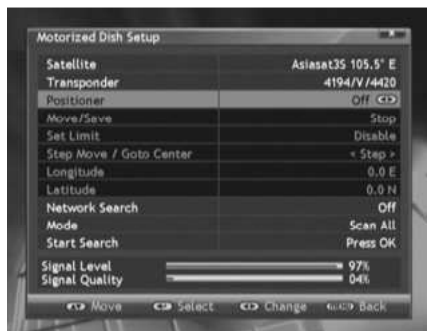 Motorized Dish Setup
Satellite Asiasat3S 105.5° E
Transponder 4194/V/4420
Positioner Off
Move/Save Stop
Set Limit Disable
Step Move / Goto Center < Step >
Longitude 0.0 E
Latitude 0.0 N
Network Search Off
Mode Scan All
Start Search Press OK
Signal Level 97%
Signal Quality 04%
Move Select Change Back